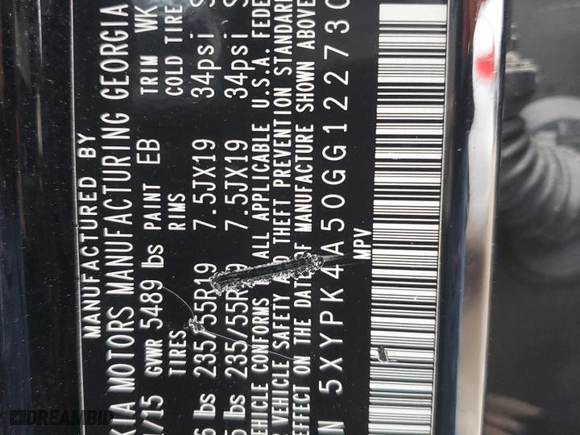 MANUFACTURED BY
KIA MOTORS MANUFACTURING GEORGIA
/15 GVWR 5489 lbs PAINT EB TRIM WK
TIRES RIMS COLD TIRE
lbs 235/55R19 7.5JX19 34psi
lbs 235/55R 7.5JX19 34psi
VEHICLE CONFORMS ALL APPLICABLE U.S.A. FEDE
VEHICLE SAFETY AND THEFT PREVENTION STANDARD
EFFECT ON THE DATE OF MANUFACTURE SHOWN ABOVE
N 5XYPK4A50GG122730
MPV
DREAMBID